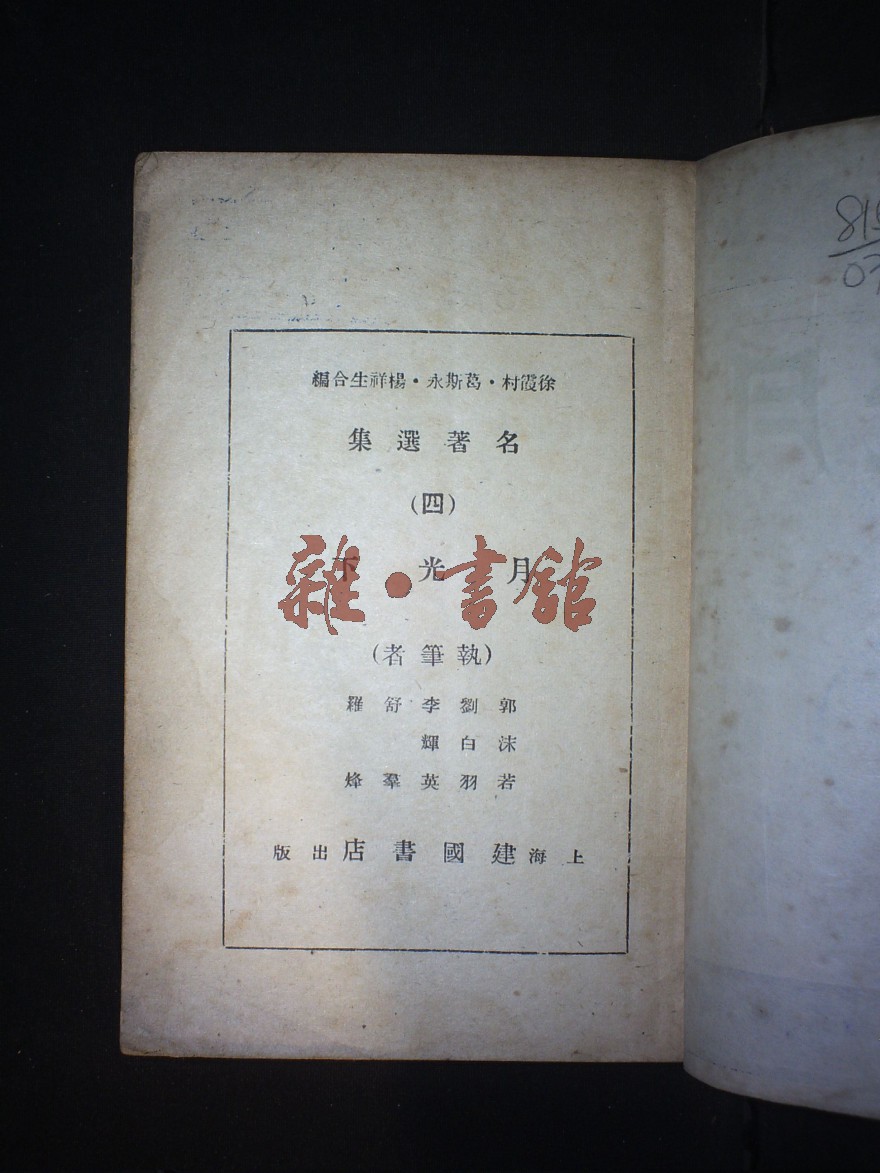 徐霞村・葛斯永・楊祥生合編
名著選集
(四)
月光下
雜・書館
(執筆者)
郭沫若
劉白羽
李輝英
舒羣
羅烽
上海建國書店出版